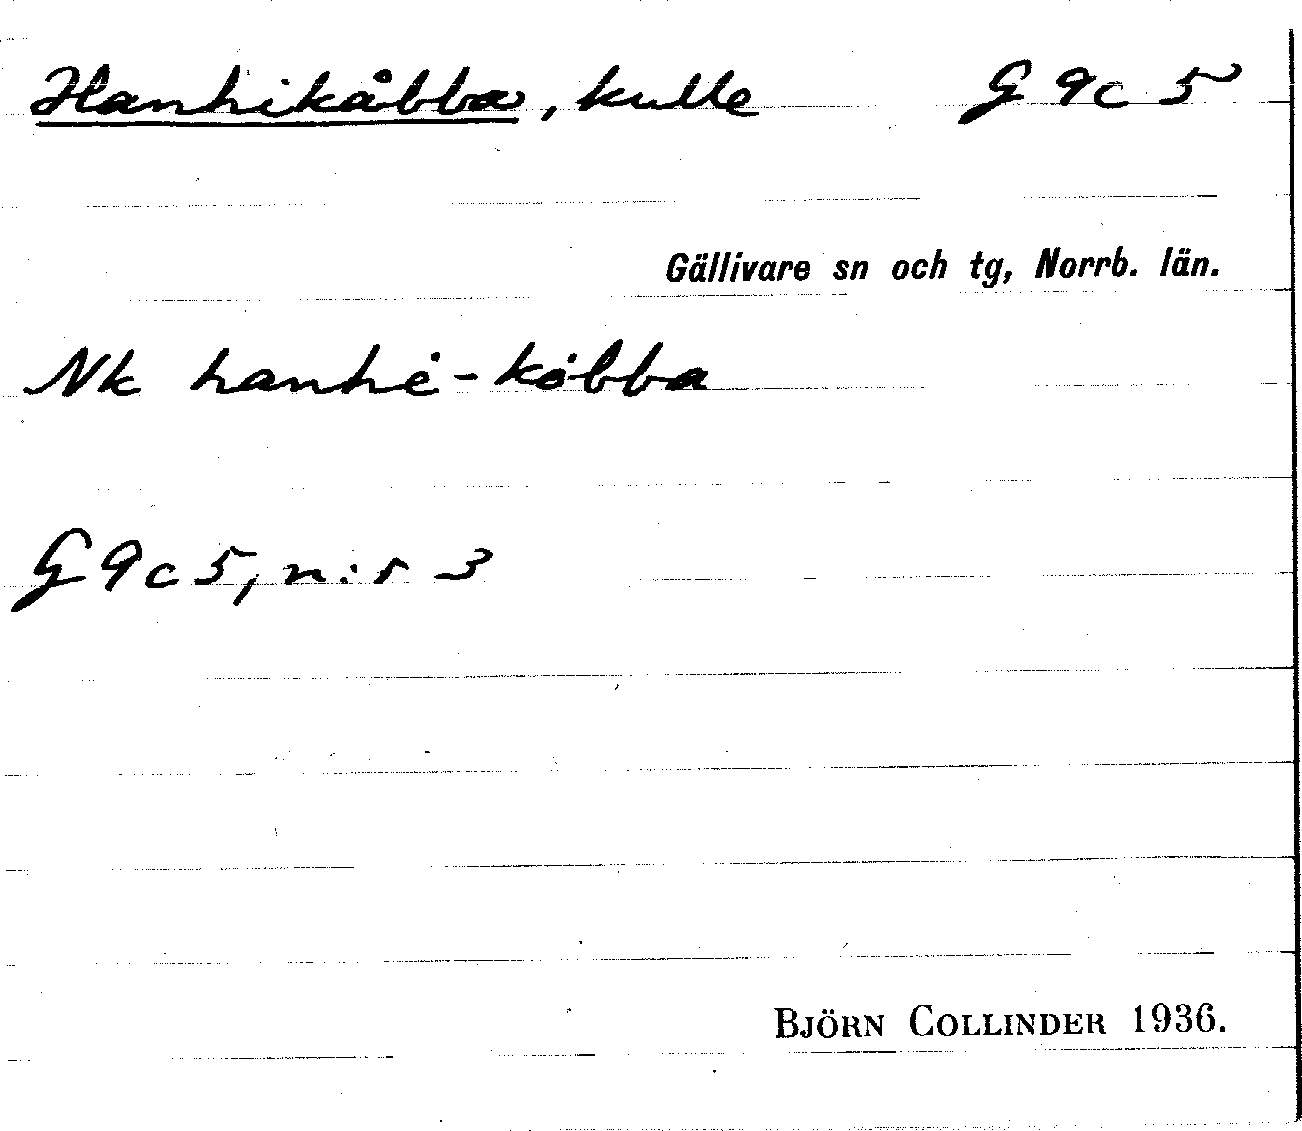 Hanhikåbba, kulle G 9c 5
Gällivare sn och tg, Norrb. län.
Nk hanhė-kȯbba
G 9c 5, n:r 3
BJÖRN COLLINDER 1936.